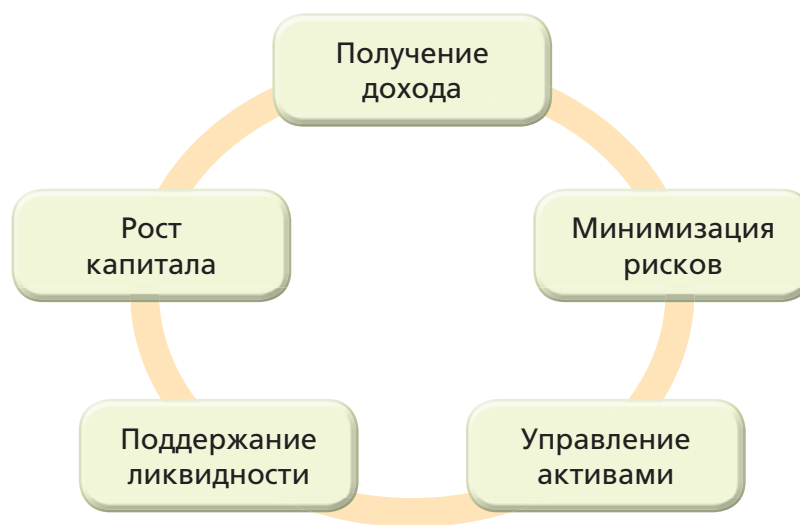 Получение
дохода
Рост
капитала
Минимизация
рисков
Поддержание
ликвидности
Управление
активами